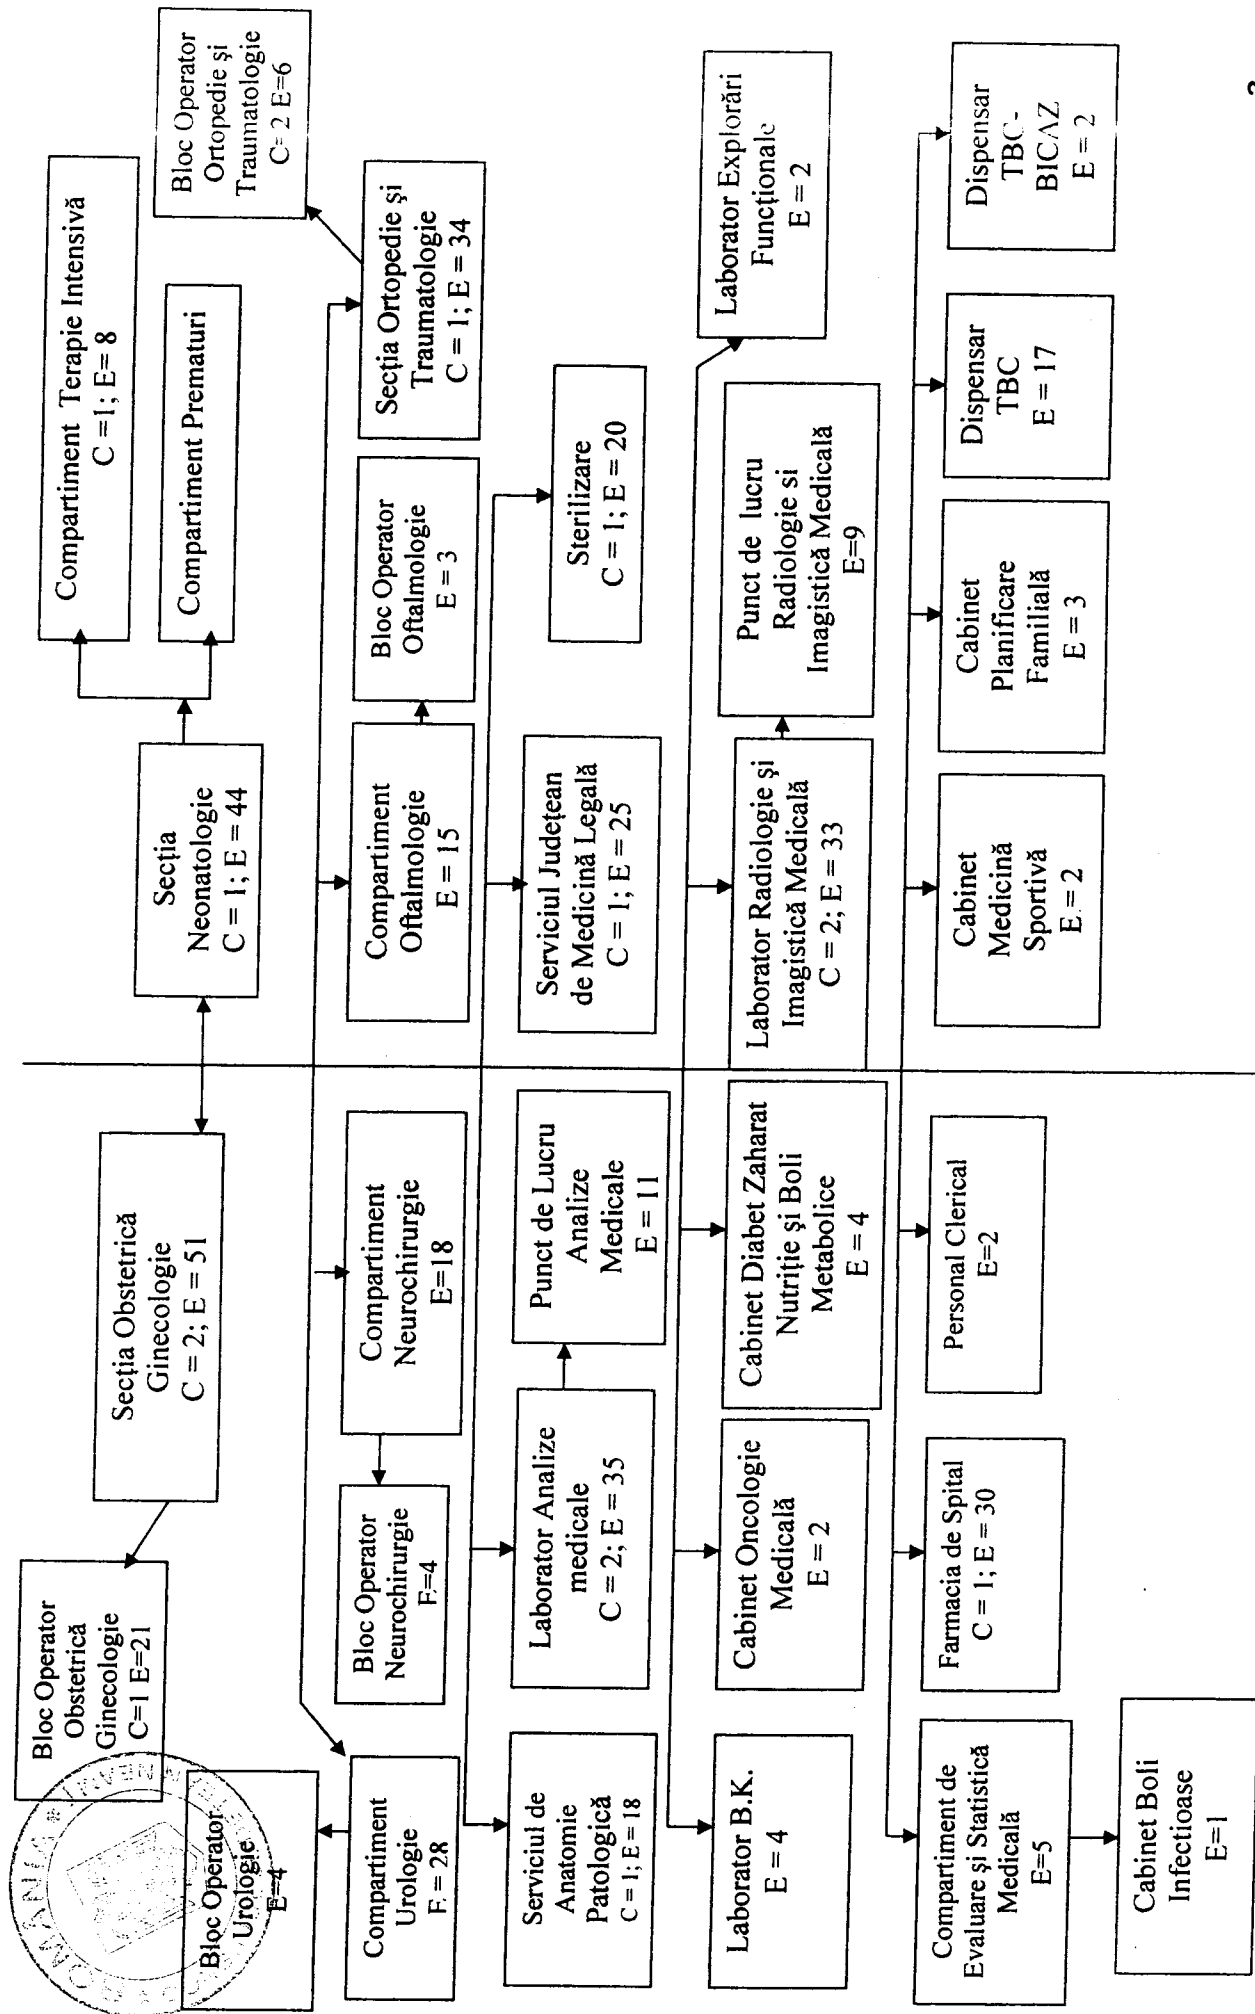 Bloc Operator
Obstetrică
Ginecologie
C=1 E=21
Secția Obstetrică
Ginecologie
C = 2; E = 51
Secția
Neonatologie
C = 1; E = 44
Compartiment Terapie Intensivă
C =1; E= 8
Compartiment Prematuri
Bloc Operator
Ortopedie și
Traumatologie
C= 2 E=6
Bloc Operator
Urologie
E=4
Compartiment
Urologie
E = 28
Bloc Operator
Neurochirurgie
E=4
Compartiment
Neurochirurgie
E=18
Compartiment
Oftalmologie
E = 15
Bloc Operator
Oftalmologie
E = 3
Secția Ortopedie și
Traumatologie
C = 1; E = 34
Serviciul de
Anatomie
Patologică
C = 1; E = 18
Laborator Analize
medicale
C = 2; E = 35
Punct de Lucru
Analize
Medicale
E = 11
Serviciul Județean
de Medicină Legală
C = 1; E = 25
Sterilizare
C = 1; E = 20
Laborator B.K.
E = 4
Cabinet Oncologie
Medicală
E = 2
Cabinet Diabet Zaharat
Nutriție și Boli
Metabolice
E = 4
Laborator Radiologie și
Imagistică Medicală
C = 2; E = 33
Punct de lucru
Radiologie si
Imagistică Medicală
E=9
Laborator Explorări
Funcționale
E = 2
Compartiment de
Evaluare și Statistică
Medicală
E=5
Farmacia de Spital
C = 1; E = 30
Personal Clerical
E=2
Cabinet
Medicină
Sportivă
E = 2
Cabinet
Planificare
Familială
E = 3
Dispensar
TBC
E = 17
Dispensar
TBC-
BICAZ
E = 2
Cabinet Boli
Infectioase
E=1
ROMANIA